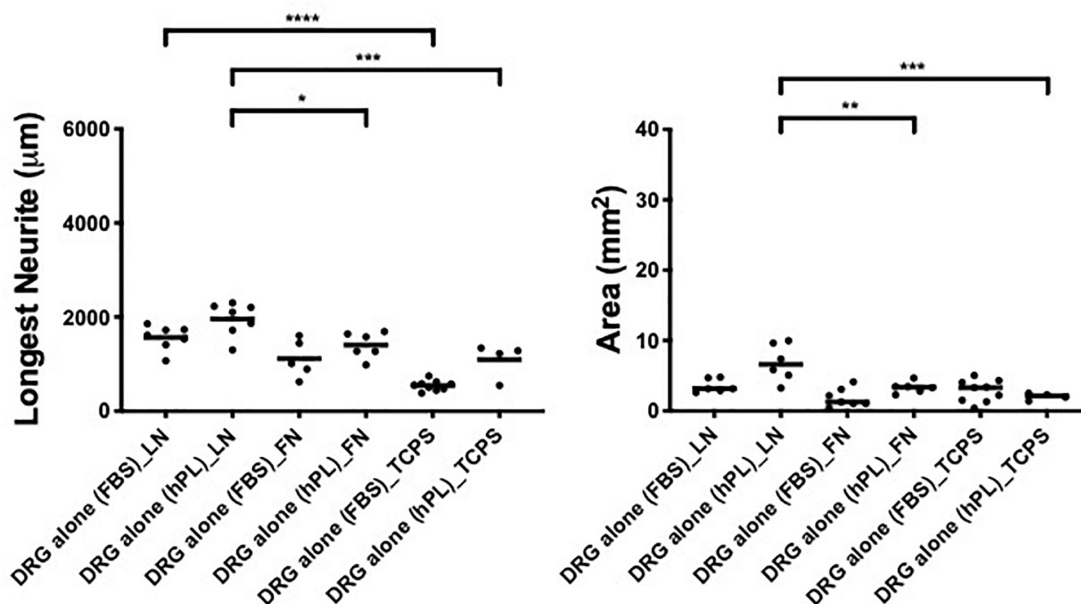 ****
***
*
Longest Neurite (μm)
6000
4000
2000
0
DRG alone (FBS)_LN
DRG alone (hPL)_LN
DRG alone (FBS)_FN
DRG alone (hPL)_FN
DRG alone (FBS)_TCPS
DRG alone (hPL)_TCPS
***
**
Area (mm²)
40
30
20
10
0
DRG alone (FBS)_LN
DRG alone (hPL)_LN
DRG alone (FBS)_FN
DRG alone (hPL)_FN
DRG alone (FBS)_TCPS
DRG alone (hPL)_TCPS